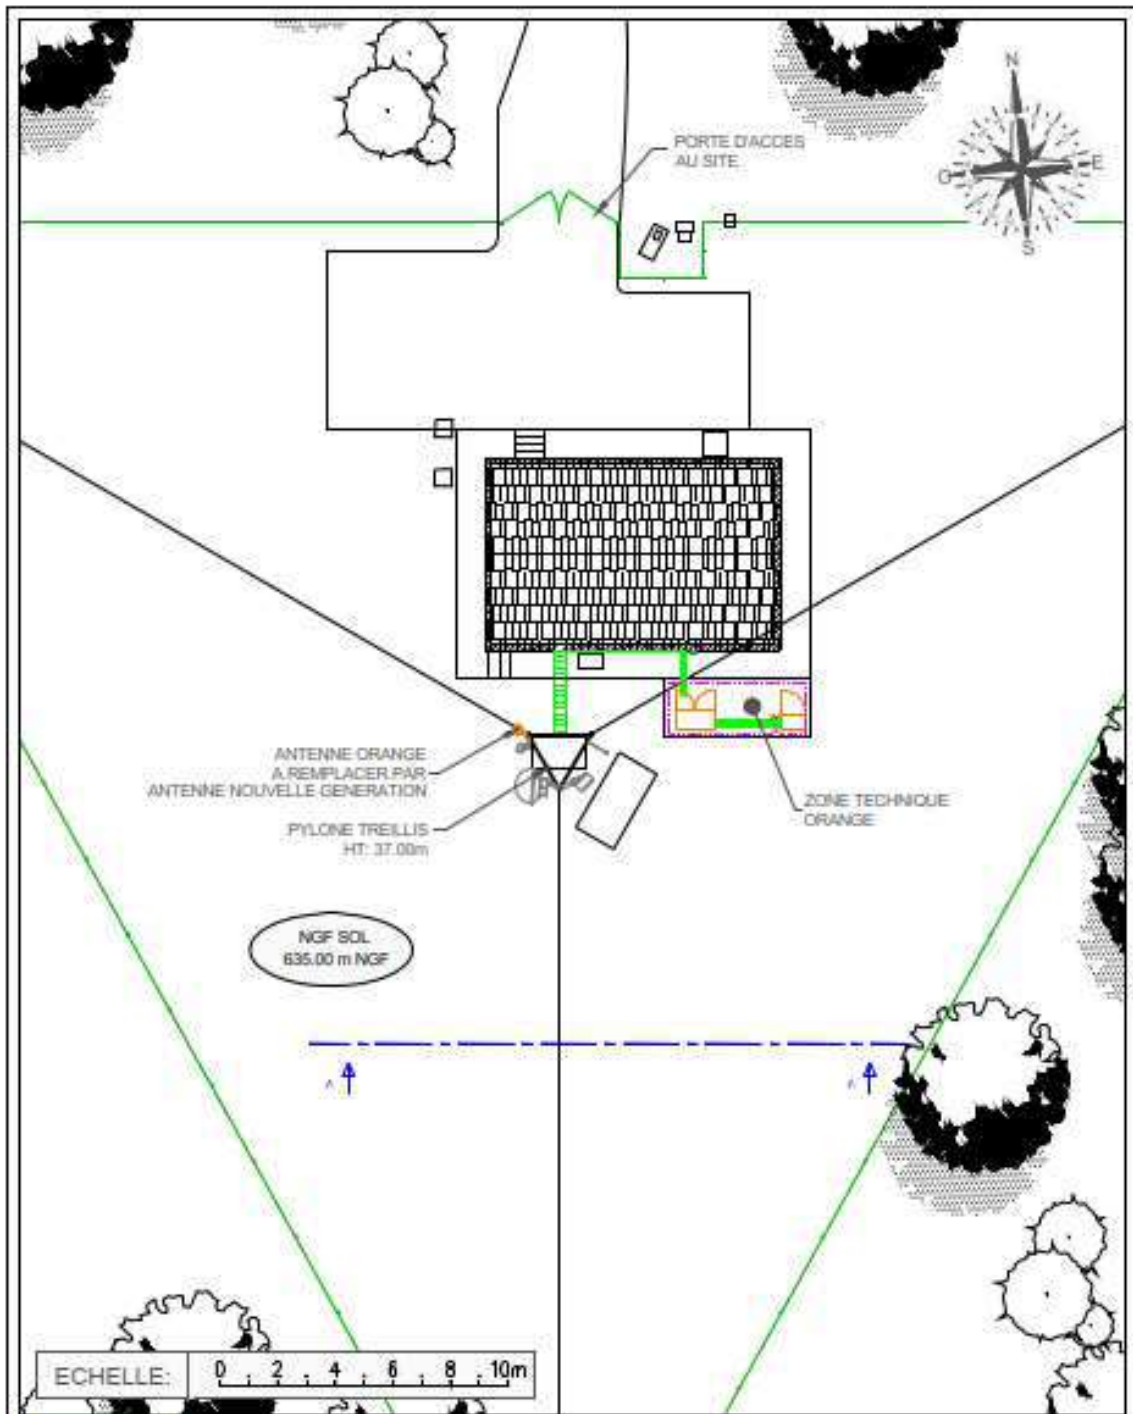 N
PORTE D'ACCES
AU SITE
O
E
S
ANTENNE ORANGE
A REMPLACER PAR
ANTENNE NOUVELLE GENERATION
ZONE TECHNIQUE
ORANGE
PYLONE TREILLIS
HT: 37.00m
NGF SOL
635.00 m NGF
A
A
ECHELLE:
0 2 4 6 8 10m